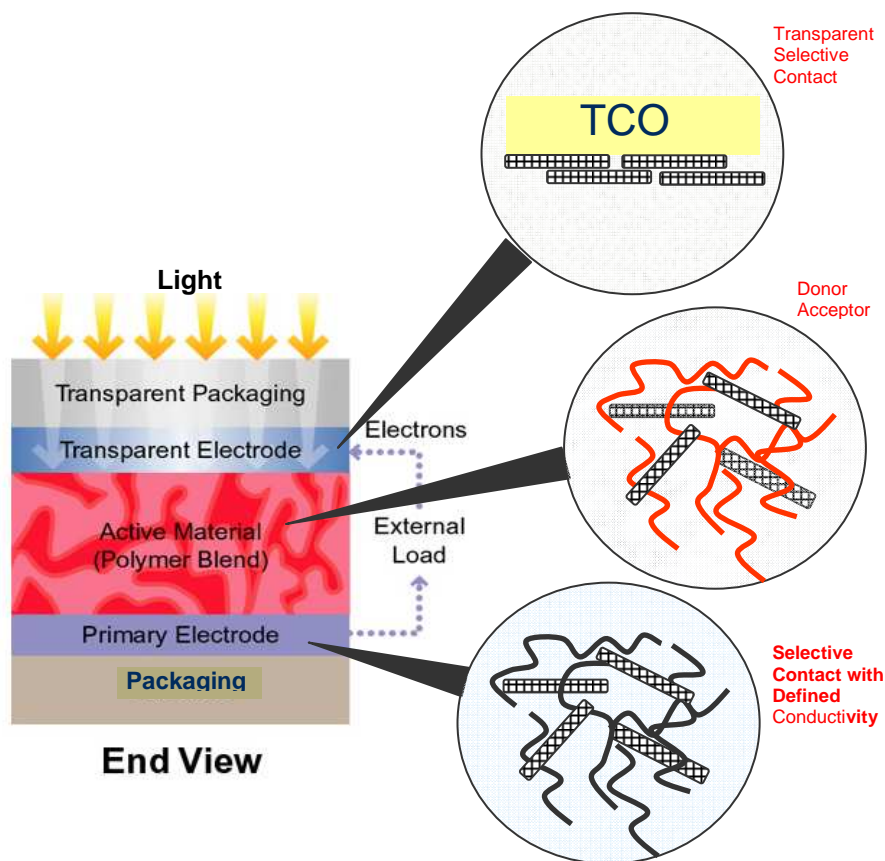 Transparent
Selective
Contact
TCO
Light
Donor
Acceptor
Transparent Packaging
Electrons
Transparent Electrode
Active Material
(Polymer Blend)
External
Load
Primary Electrode
Selective
Contact with
Defined
Conductivity
Packaging
End View